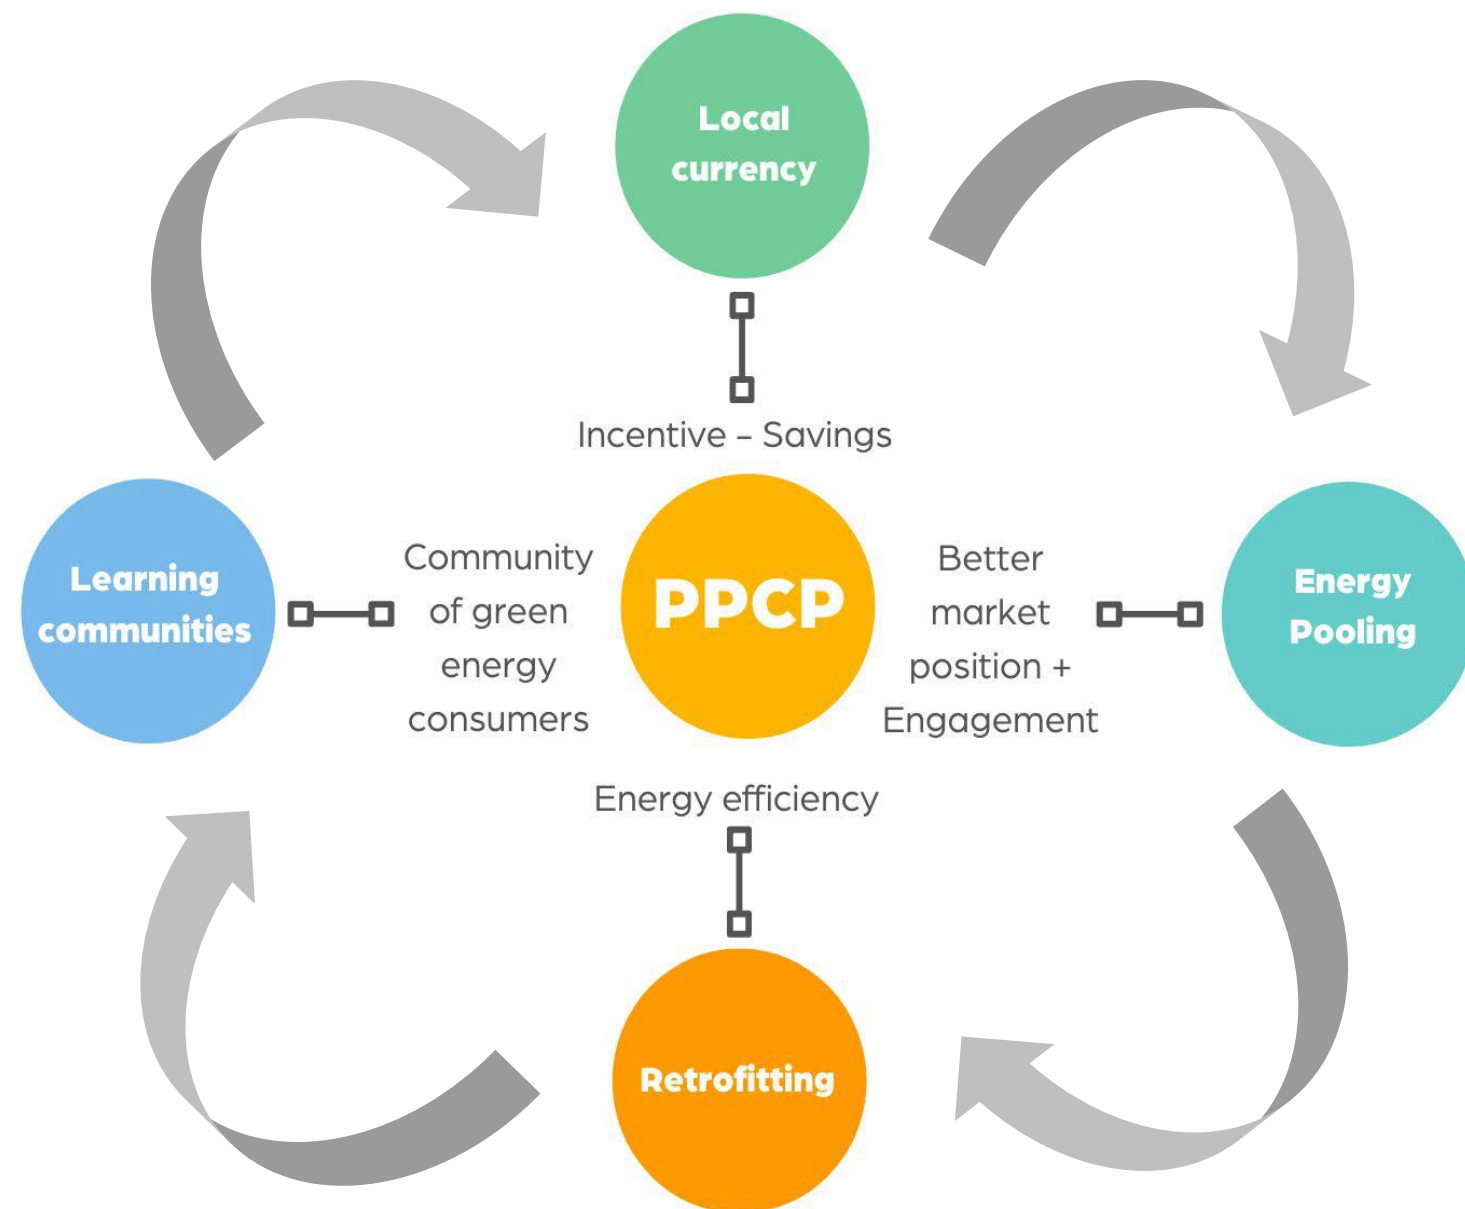 Local
currency
Incentive – Savings
Learning
communities
Community
of green
energy
consumers
PPCP
Better
market
position +
Engagement
Energy
Pooling
Energy efficiency
Retrofitting